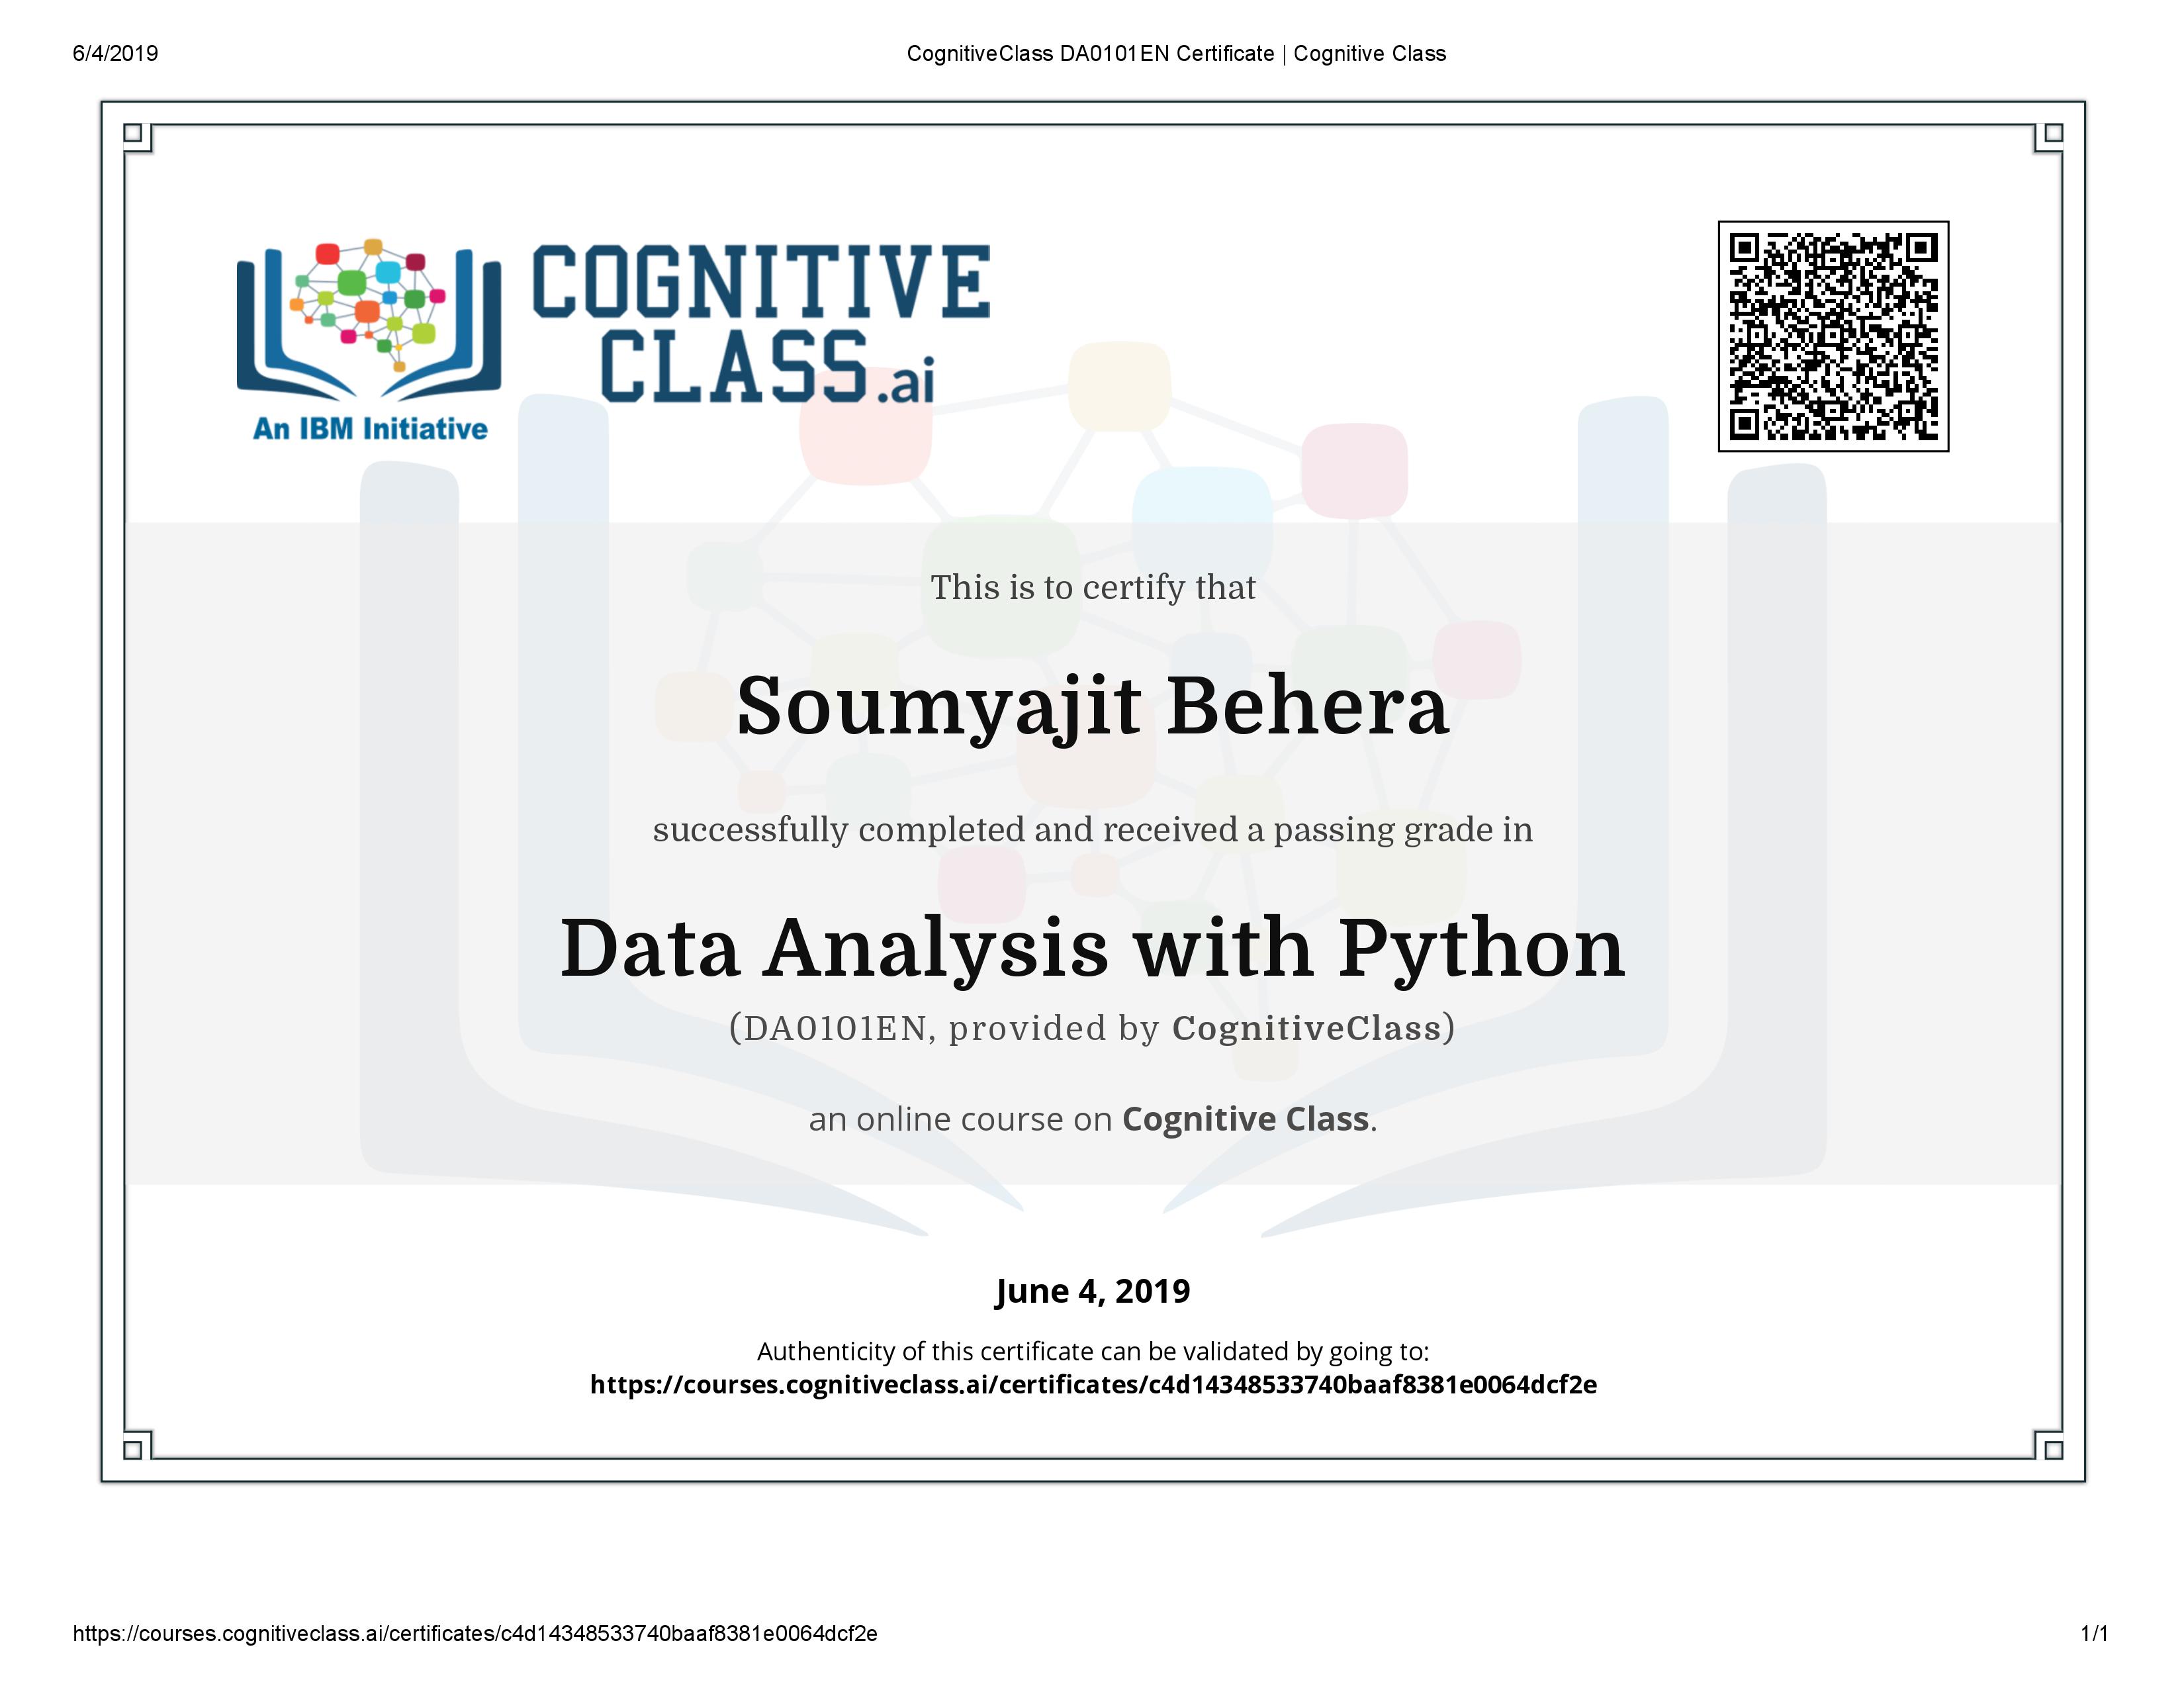 6/4/2019
CognitiveClass DA0101EN Certificate | Cognitive Class
COGNITIVE
CLASS.ai
An IBM Initiative
This is to certify that
Soumyajit Behera
successfully completed and received a passing grade in
Data Analysis with Python
(DA0101EN, provided by CognitiveClass)
an online course on Cognitive Class.
June 4, 2019
Authenticity of this certificate can be validated by going to:
https://courses.cognitiveclass.ai/certificates/c4d14348533740baaf8381e0064dcf2e
https://courses.cognitiveclass.ai/certificates/c4d14348533740baaf8381e0064dcf2e
1/1